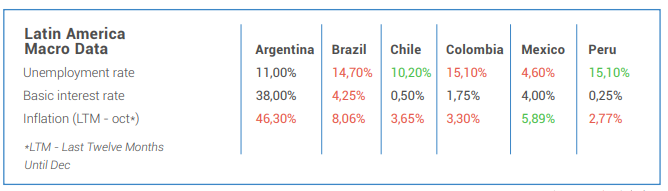 Latin America
Macro Data
Argentina Brazil Chile Colombia Mexico Peru
Unemployment rate 11,00% 14,70% 10,20% 15,10% 4,60% 15,10%
Basic interest rate 38,00% 4,25% 0,50% 1,75% 4,00% 0,25%
Inflation (LTM - oct*) 46,30% 8,06% 3,65% 3,30% 5,89% 2,77%
*LTM - Last Twelve Months
Until Dec